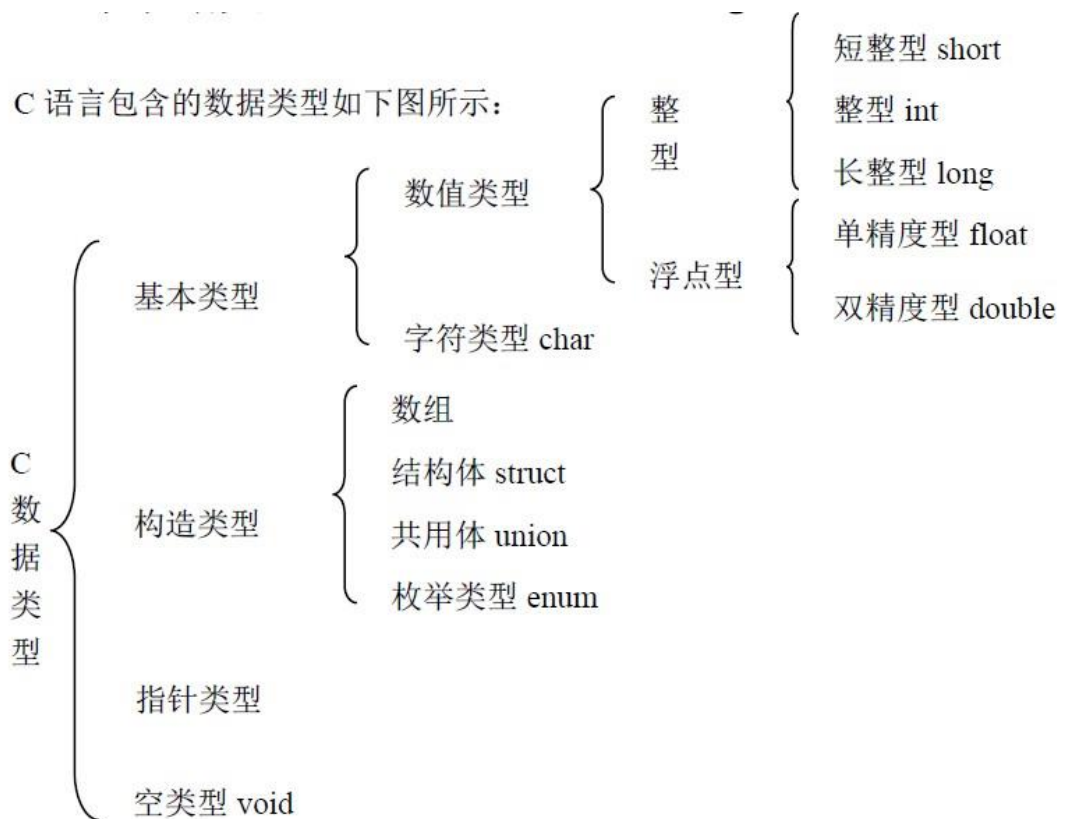 C 语言包含的数据类型如下图所示：
C
数
据
类
型
基本类型
数值类型
整
型
短整型 short
整型 int
长整型 long
浮点型
单精度型 float
双精度型 double
字符类型 char
构造类型
数组
结构体 struct
共用体 union
枚举类型 enum
指针类型
空类型 void